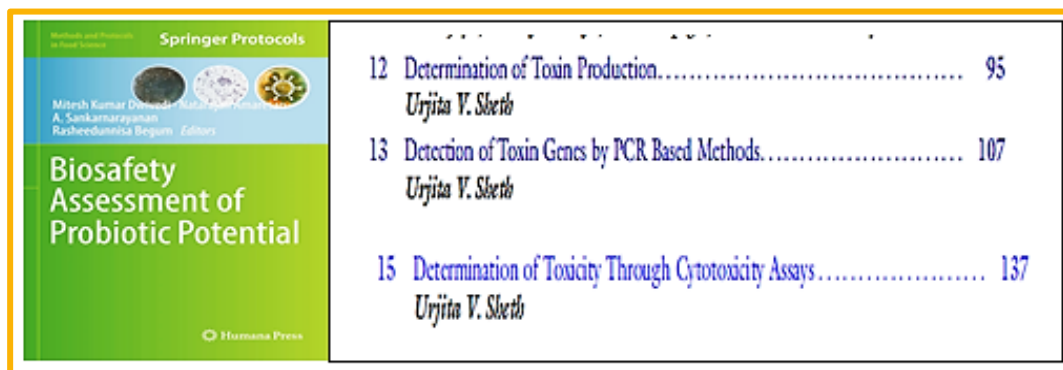 Methods and Protocols
in Food Science
Springer Protocols
Mitesh Kumar
A. Sankarnarayanan
Rasheedunnisa Begum Editors
Biosafety
Assessment of
Probiotic Potential
Humana Press
12 Determination of Toxin Production 95
Urjita V. Sheth
13 Detection of Toxin Genes by PCR Based Methods 107
Urjita V. Sheth
15 Determination of Toxicity Through Cytotoxicity Assays 137
Urjita V. Sheth